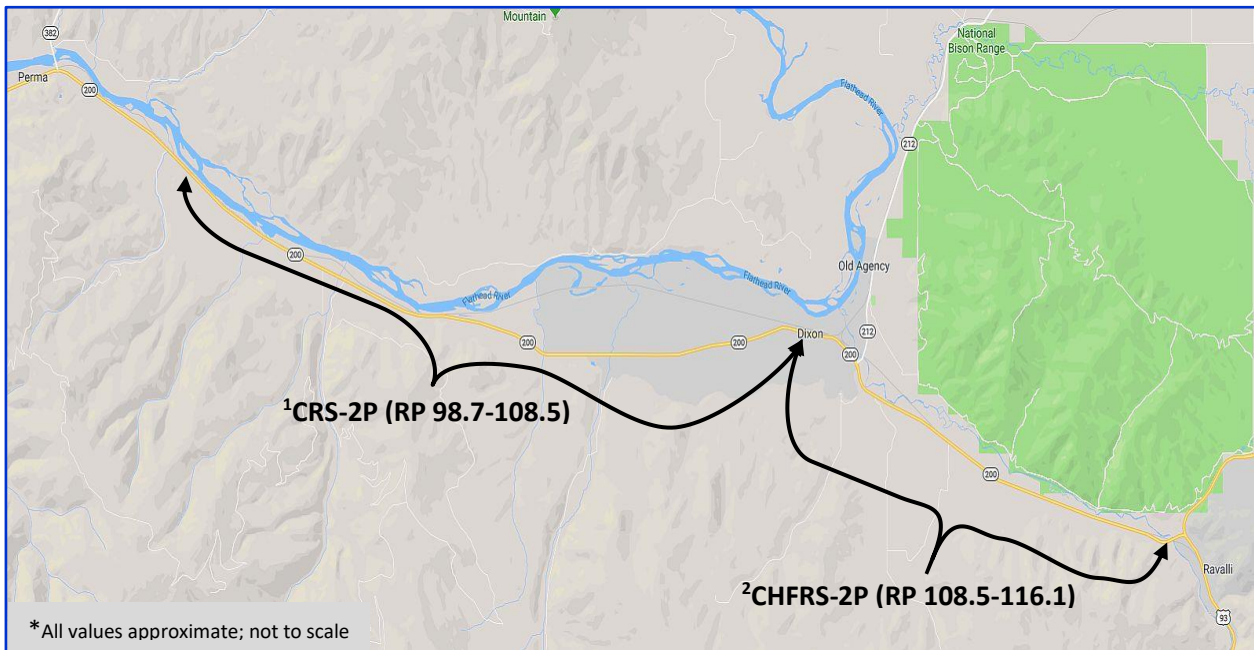 Mountain
382
Perma
200
National
Bison Range
Flathead River
212
200
Old Agency
Flathead River
Flathead River
212
Dixon
200
200
200
¹CRS-2P (RP 98.7-108.5)
200
Ravalli
²CHFRS-2P (RP 108.5-116.1)
93
*All values approximate; not to scale